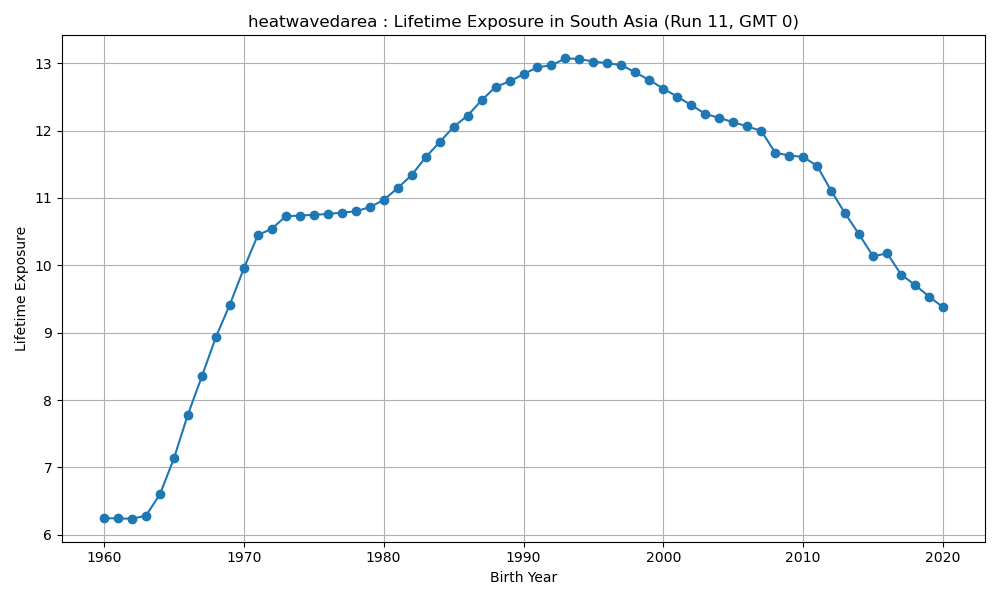 heatwavedarea : Lifetime Exposure in South Asia (Run 11, GMT 0)
Lifetime Exposure
13
12
11
10
9
8
7
6
1960 1970 1980 1990 2000 2010 2020
Birth Year